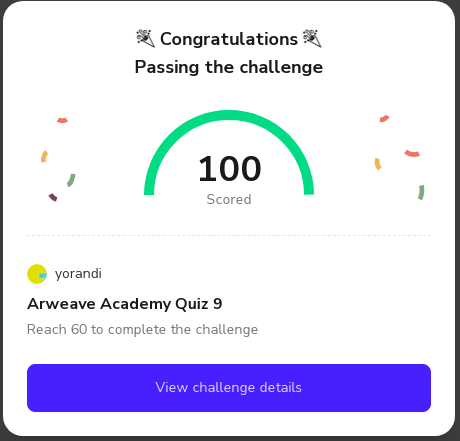 Congratulations
Passing the challenge
100
Scored
yorandi
Arweave Academy Quiz 9
Reach 60 to complete the challenge
View challenge details